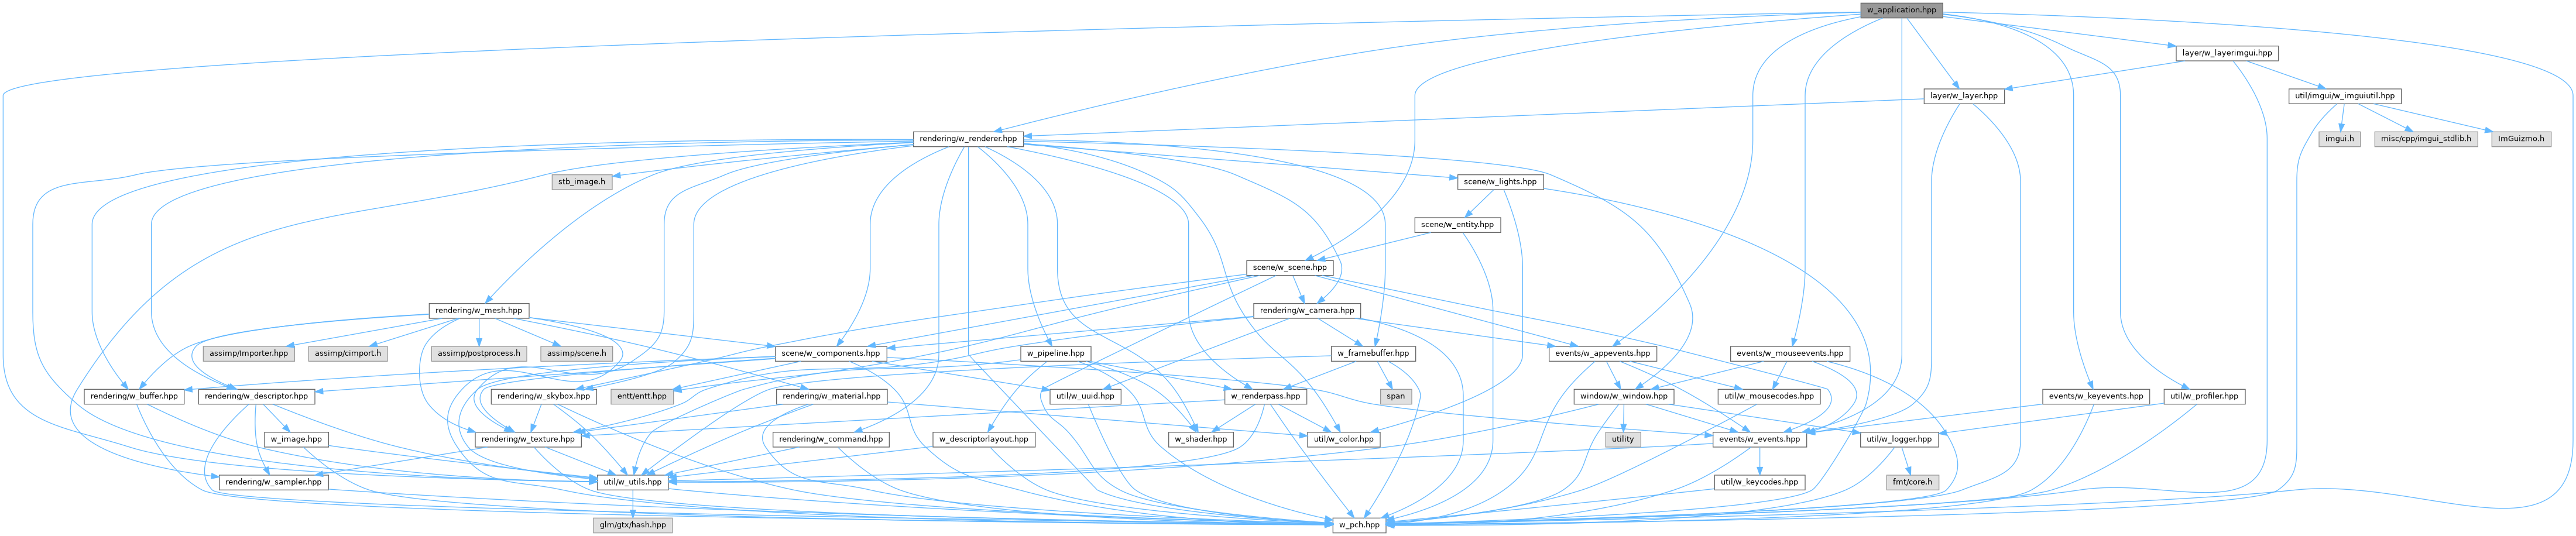 w_application.hpp
layer/w_layerimgui.hpp
layer/w_layer.hpp
util/imgui/w_imguiutil.hpp
rendering/w_renderer.hpp
imgui.h
misc/cpp/imgui_stdlib.h
ImGuizmo.h
stb_image.h
scene/w_lights.hpp
scene/w_entity.hpp
scene/w_scene.hpp
rendering/w_mesh.hpp
rendering/w_camera.hpp
assimp/Importer.hpp
assimp/cimport.h
assimp/postprocess.h
assimp/scene.h
scene/w_components.hpp
w_pipeline.hpp
w_framebuffer.hpp
events/w_appevents.hpp
events/w_mouseevents.hpp
rendering/w_buffer.hpp
rendering/w_descriptor.hpp
rendering/w_skybox.hpp
entt/entt.hpp
rendering/w_material.hpp
util/w_uuid.hpp
w_renderpass.hpp
span
window/w_window.hpp
util/w_mousecodes.hpp
events/w_keyevents.hpp
util/w_profiler.hpp
w_image.hpp
rendering/w_texture.hpp
rendering/w_command.hpp
w_descriptorlayout.hpp
w_shader.hpp
util/w_color.hpp
utility
events/w_events.hpp
util/w_logger.hpp
rendering/w_sampler.hpp
util/w_utils.hpp
util/w_keycodes.hpp
fmt/core.h
glm/gtx/hash.hpp
w_pch.hpp